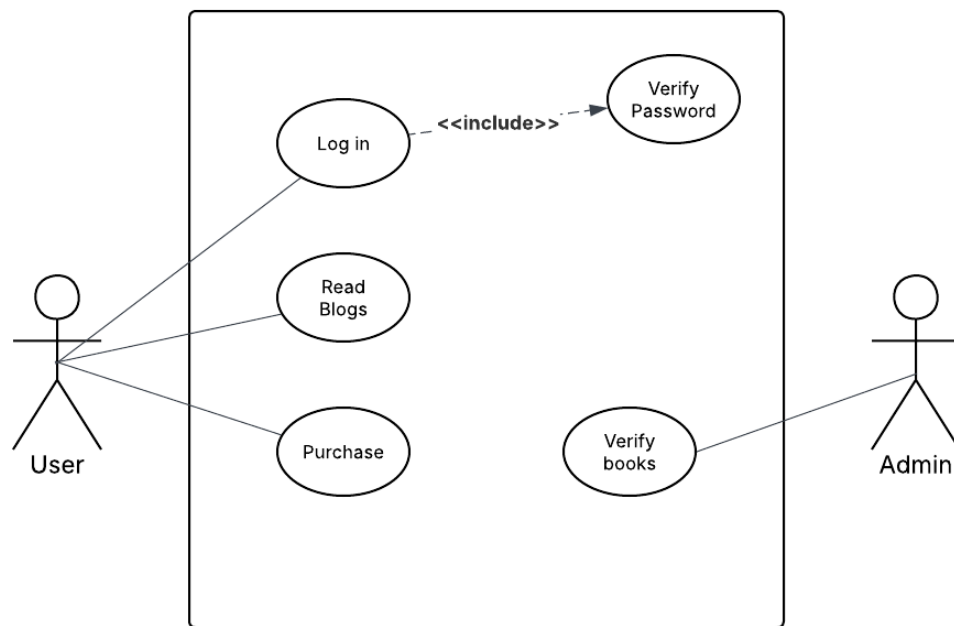 Verify
Password
<<include>>
Log in
Read
Blogs
Purchase
Verify
books
User
Admin